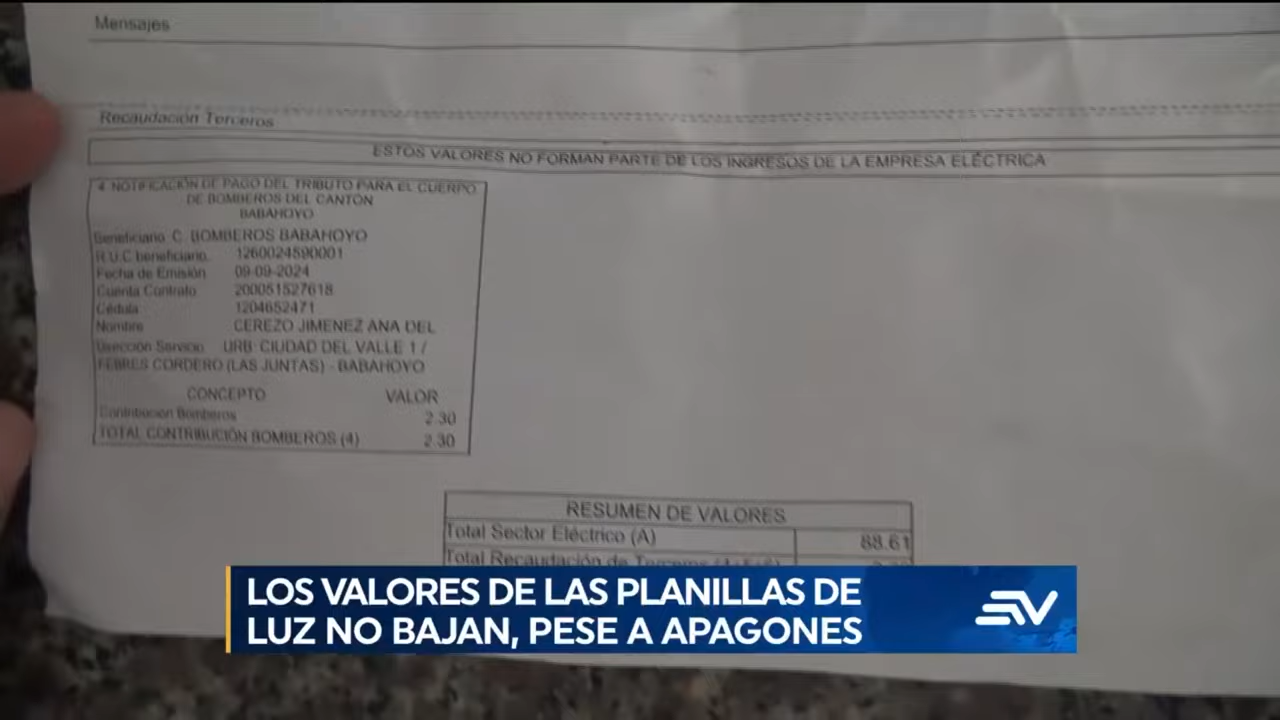 Mensajes
Recaudación Terceros
ESTOS VALORES NO FORMAN PARTE DE LOS INGRESOS DE LA EMPRESA ELÉCTRICA
4. NOTIFICACIÓN DE PAGO DEL TRIBUTO PARA EL CUERPO
DE BOMBEROS DEL CANTÓN
BABAHOYO
Beneficiario C. BOMBEROS BABAHOYO
R.U.C beneficiario. 1260024590001
Fecha de Emisión 09-09-2024
Cuenta Contrato 200051527618
Cédula 1204652471
Nombre CEREZO JIMENEZ ANA DEL
Dirección Servicio URB. CIUDAD DEL VALLE 1 /
FEBRES CORDERO (LAS JUNTAS) - BABAHOYO
CONCEPTO VALOR
Contribución Bomberos 2.30
TOTAL CONTRIBUCIÓN BOMBEROS (4) 2.30
RESUMEN DE VALORES
Total Sector Eléctrico (A) 88.61
Total Recaudación de Terceros
LOS VALORES DE LAS PLANILLAS DE
LUZ NO BAJAN, PESE A APAGONES